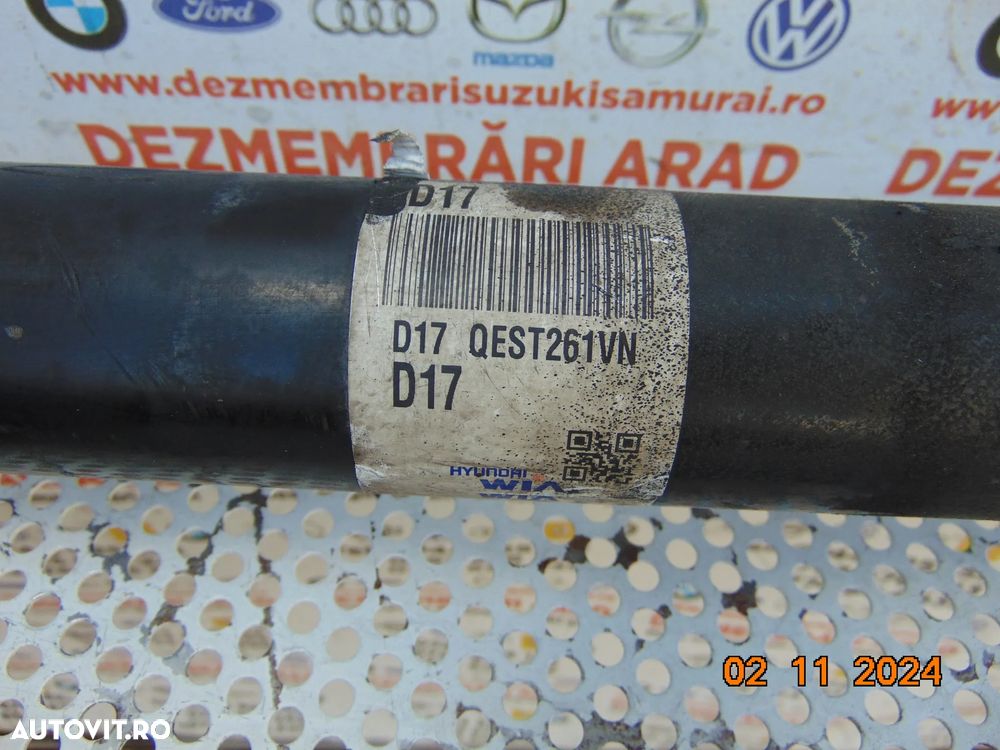 Ford
mazda
www.dezmembrarisuzukisamurai.ro
www.
DEZMEMBRĂRI ARAD
DEZ
D17
D17 QEST261VN
D17
HYUNDAI
WIA
WIA
02 11 2024
AUTOVIT.RO